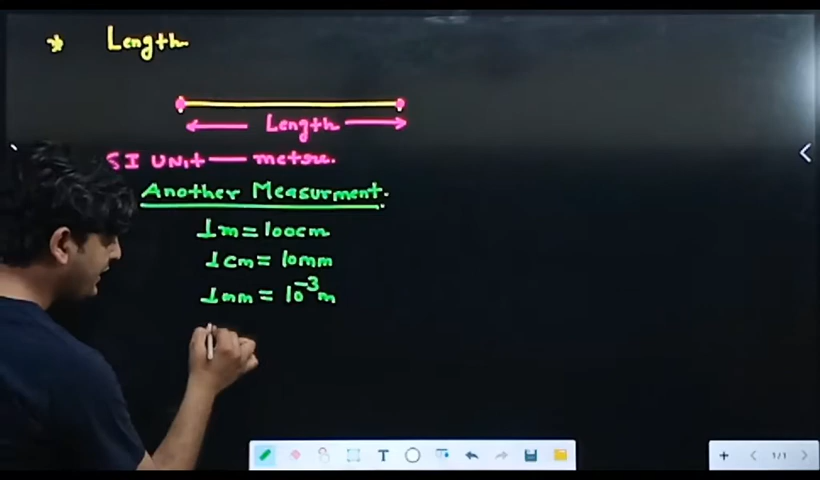 * Length
Length
SI UNit — metre.
Another Measurment.
1m = 100cm
1cm = 10mm
1mm = 10⁻³m
T
1/1